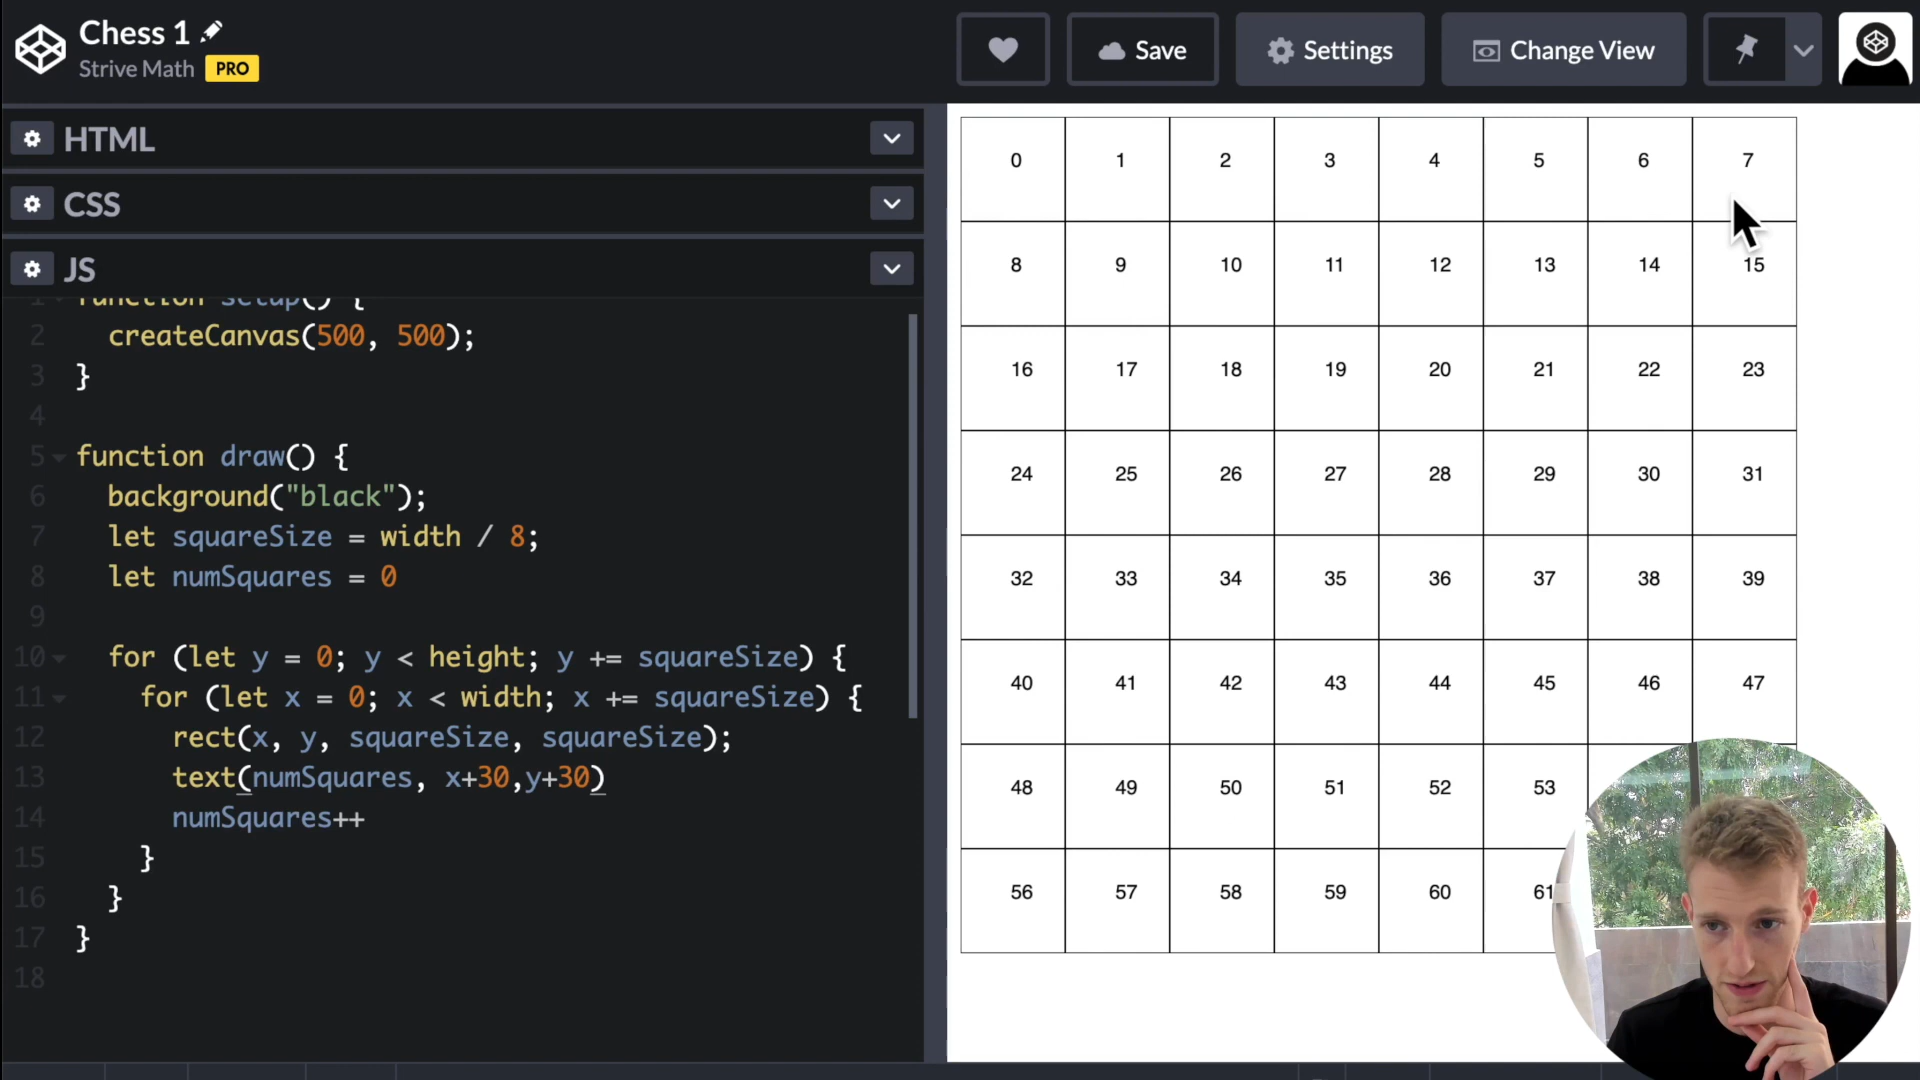 Chess 1
Strive Math PRO
Save
Settings
Change View
HTML
CSS
JS
1 function setup() {
2 createCanvas(500, 500);
3 }
4
5 function draw() {
6 background("black");
7 let squareSize = width / 8;
8 let numSquares = 0
9
10 for (let y = 0; y < height; y += squareSize) {
11 for (let x = 0; x < width; x += squareSize) {
12 rect(x, y, squareSize, squareSize);
13 text(numSquares, x+30,y+30)
14 numSquares++
15 }
16 }
17 }
18
0 1 2 3 4 5 6 7
8 9 10 11 12 13 14 15
16 17 18 19 20 21 22 23
24 25 26 27 28 29 30 31
32 33 34 35 36 37 38 39
40 41 42 43 44 45 46 47
48 49 50 51 52 53
56 57 58 59 60 61